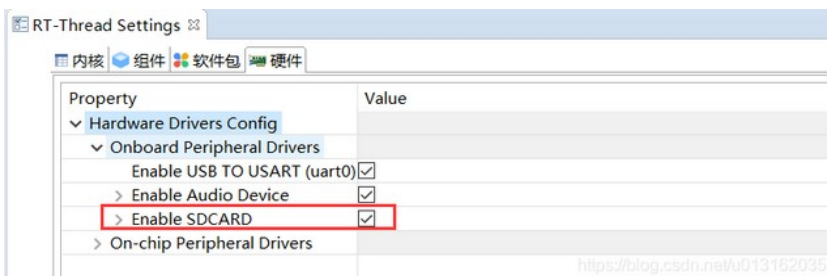 RT-Thread Settings
内核 组件 软件包 硬件
Property Value
Hardware Drivers Config
Onboard Peripheral Drivers
Enable USB TO USART (uart0)
Enable Audio Device
Enable SDCARD
On-chip Peripheral Drivers
https://blog.csdn.net/u013162035